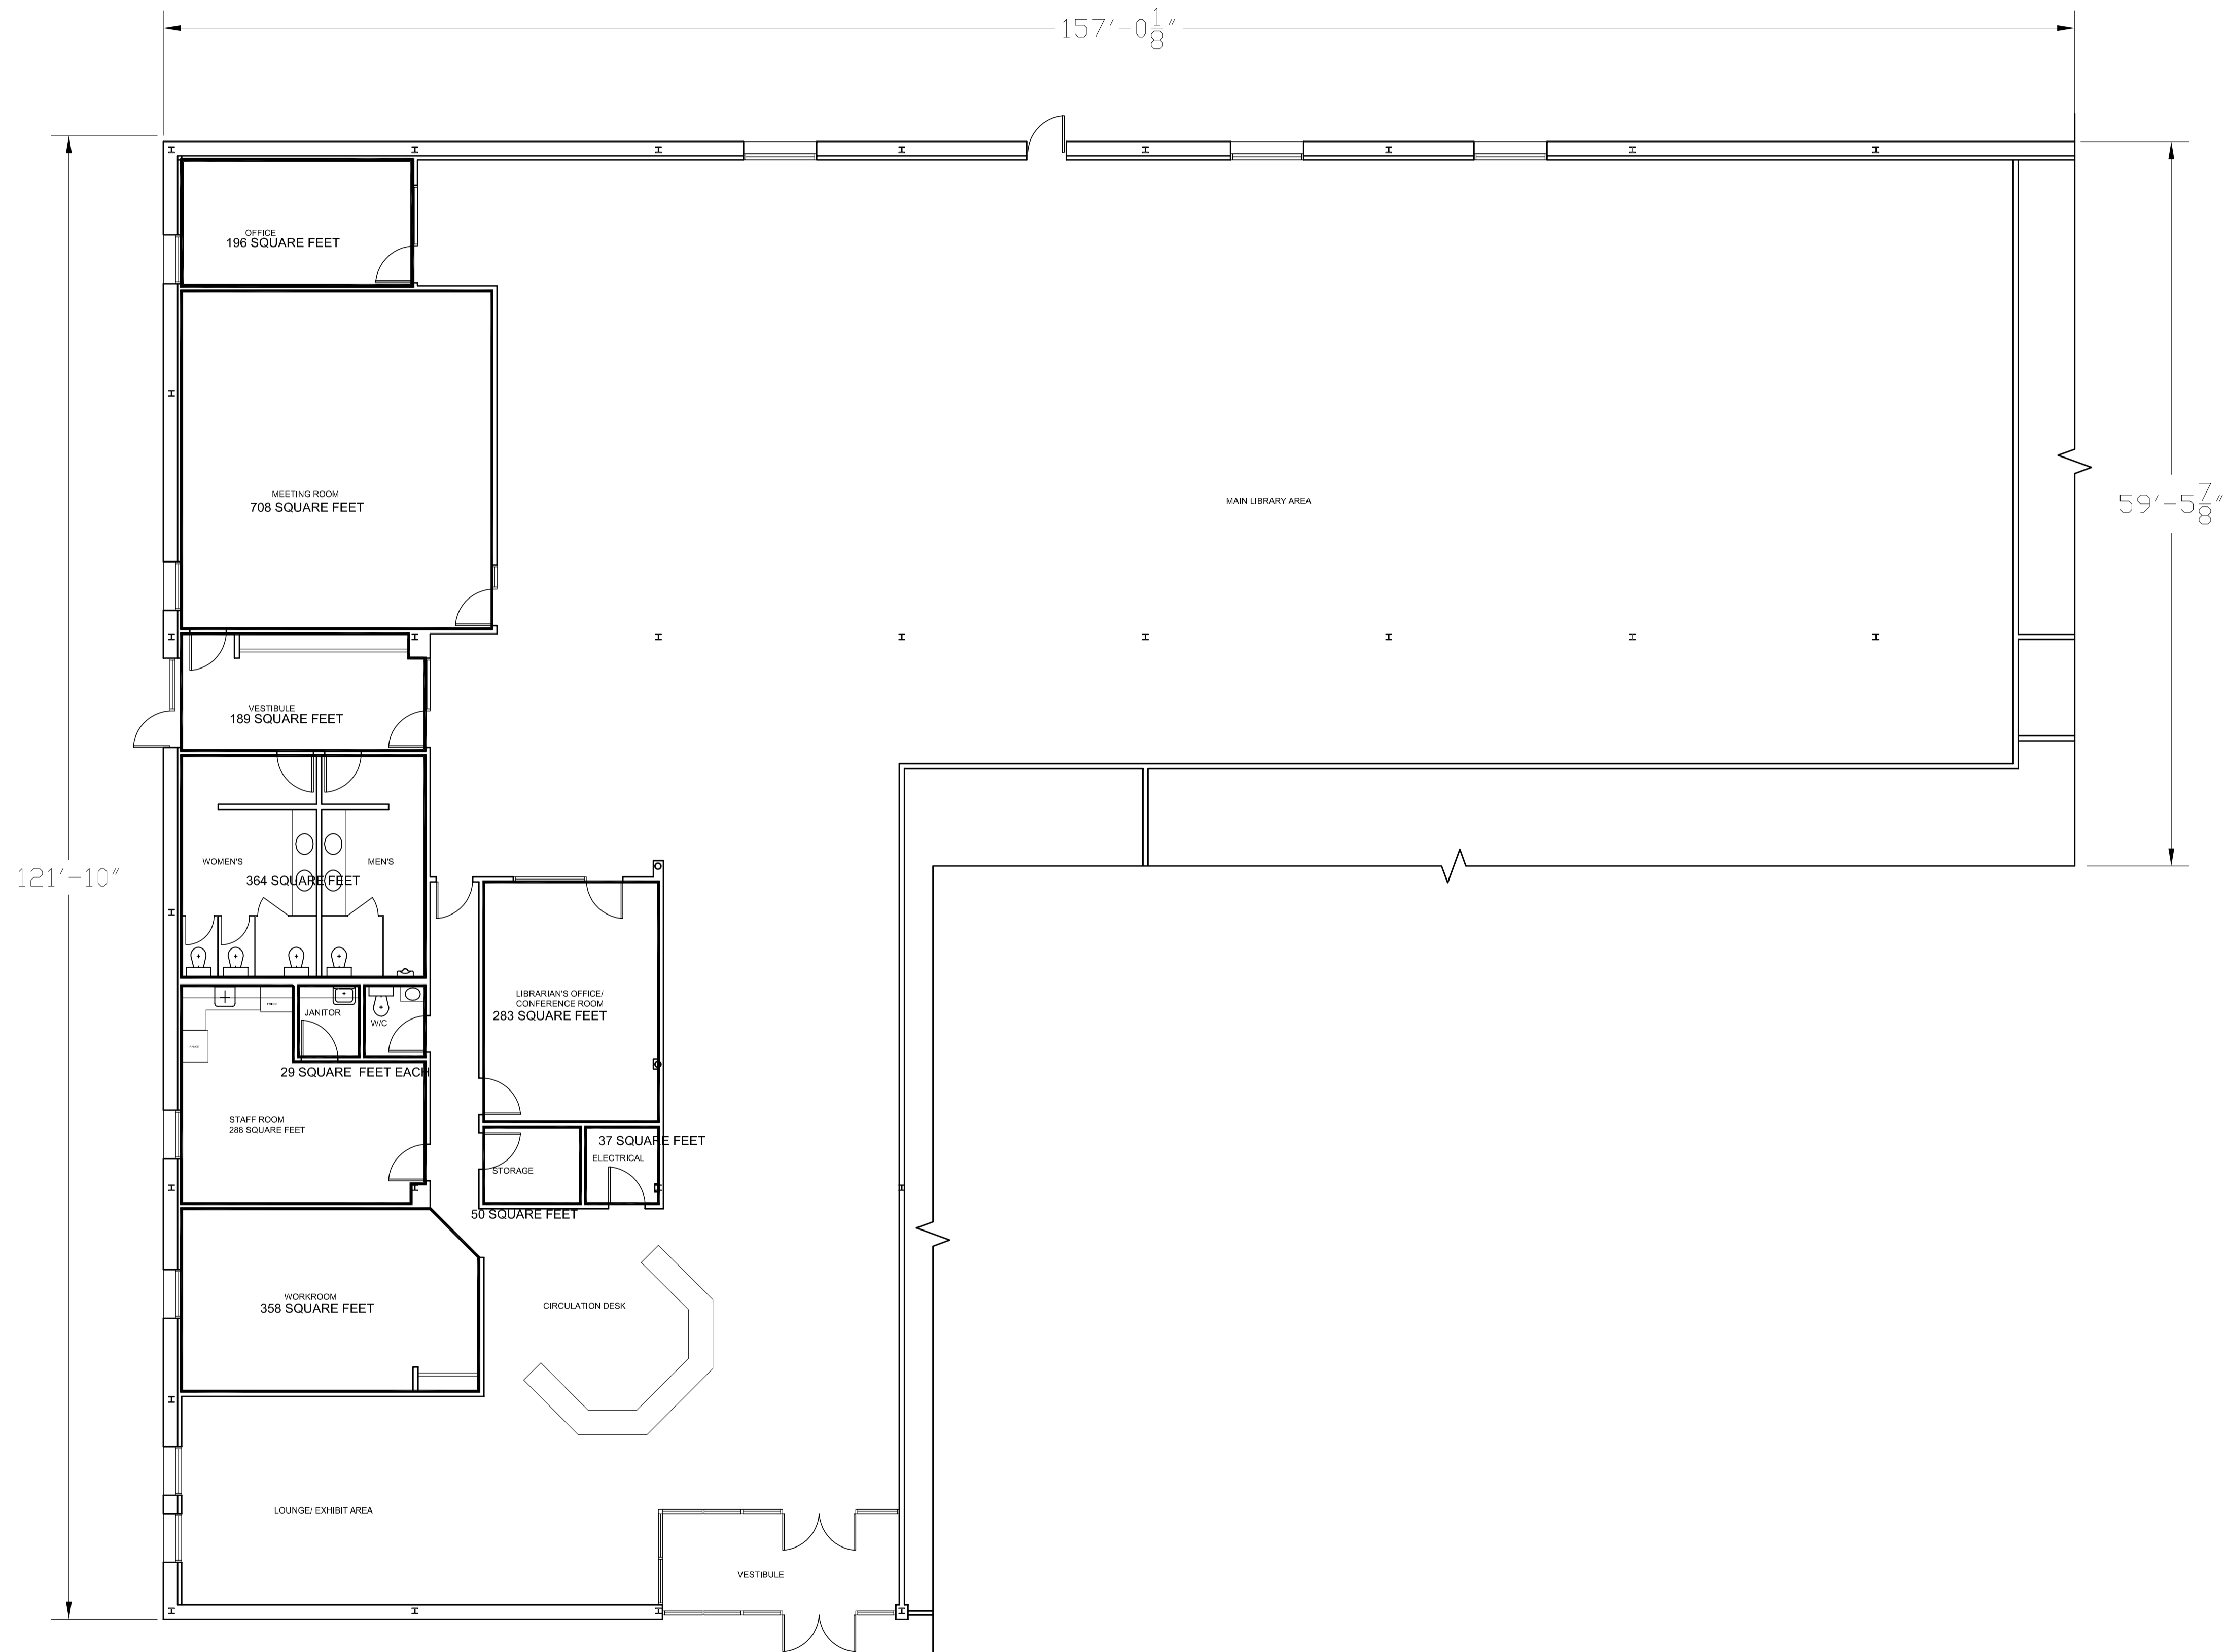 157'-0 1/8"
OFFICE
196 SQUARE FEET
MEETING ROOM
708 SQUARE FEET
MAIN LIBRARY AREA
59'-5 7/8"
VESTIBULE
189 SQUARE FEET
WOMEN'S
MEN'S
364 SQUARE FEET
121'-10"
LIBRARIAN'S OFFICE/
CONFERENCE ROOM
283 SQUARE FEET
JANITOR
W/C
29 SQUARE FEET EACH
STAFF ROOM
288 SQUARE FEET
37 SQUARE FEET
ELECTRICAL
STORAGE
50 SQUARE FEET
WORKROOM
358 SQUARE FEET
CIRCULATION DESK
LOUNGE/ EXHIBIT AREA
VESTIBULE